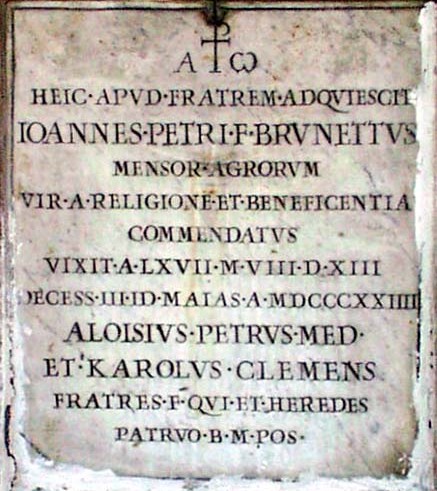 A ⳨ ω
HEIC·APVD·FRATREM·ADQVIESCIT
IOANNES·PETRI·F·BRVNETTVS
MENSOR·AGRORVM
VIR·A·RELIGIONE·ET·BENEFICENTIA
COMMENDATVS
VIXIT·A·LXVII·M·VIII·D·XIII
DECESS·III·ID·MAIAS·A·MDCCCXXIIII
ALOISIVS·PETRVS·MED·
ET·KAROLVS·CLEMENS
FRATRES·F·QVI·ET·HEREDES
PATRVO·B·M·POS·